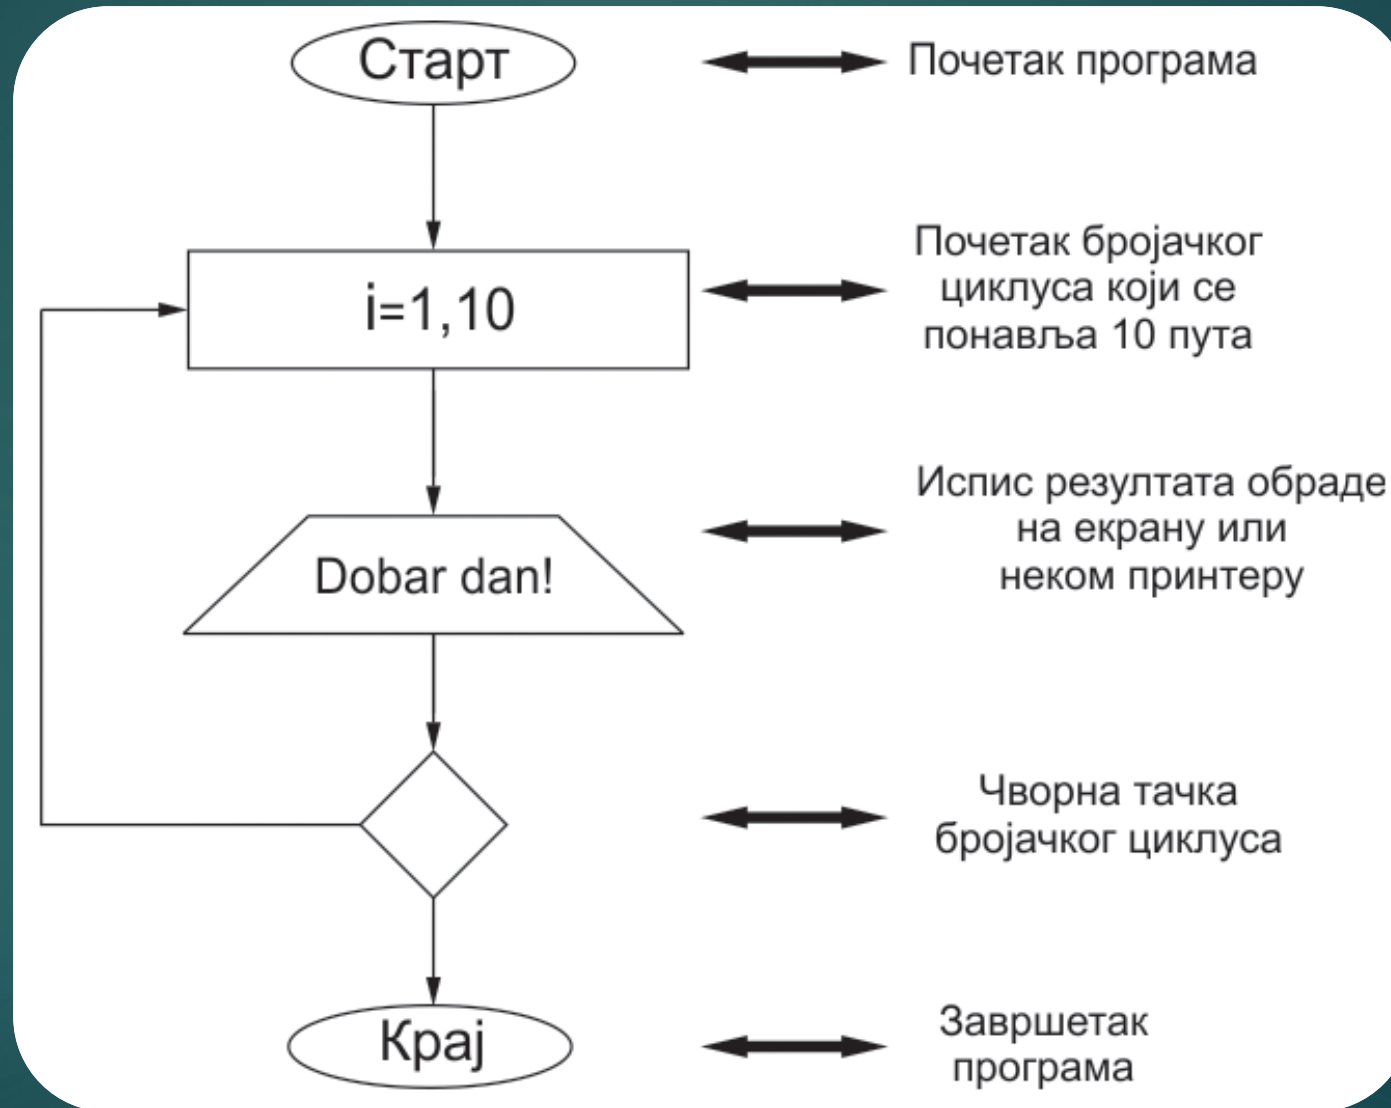 Старт
Почетак програма
i=1,10
Почетак бројачког
циклуса који се
понавља 10 пута
Dobar dan!
Испис резултата обраде
на екрану или
неком принтеру
Чворна тачка
бројачког циклуса
Крај
Завршетак
програма